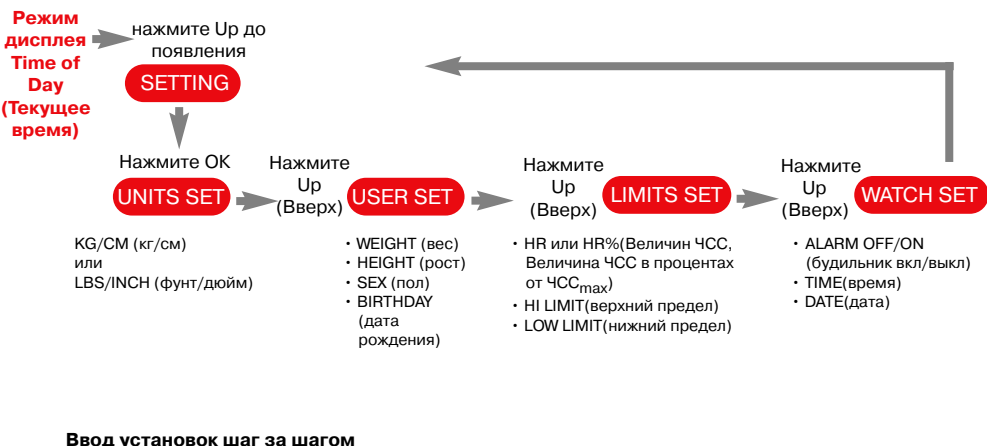 Режим
дисплея
Time of
Day
(Текущее
время)
нажмите Up до
появления
SETTING
Нажмите OK
UNITS SET
KG/CM (кг/см)
или
LBS/INCH (фунт/дюйм)
Нажмите
Up
(Вверх)
USER SET
• WEIGHT (вес)
• HEIGHT (рост)
• SEX (пол)
• BIRTHDAY
(дата
рождения)
Нажмите
Up
(Вверх)
LIMITS SET
• HR или HR%(Величин ЧСС,
Величина ЧСС в процентах
от ЧССmax)
• HI LIMIT(верхний предел)
• LOW LIMIT(нижний предел)
Нажмите
Up
(Вверх)
WATCH SET
• ALARM OFF/ON
(будильник вкл/выкл)
• TIME(время)
• DATE(дата)
Ввод установок шаг за шагом